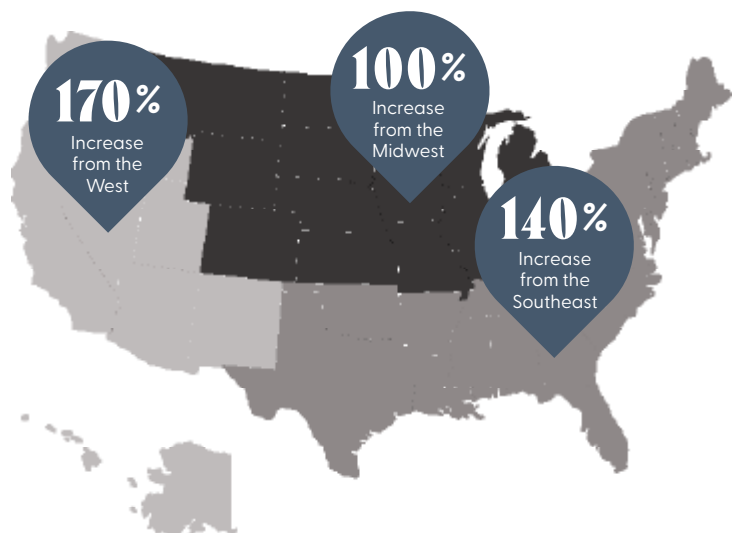 170%
Increase
from the
West
100%
Increase
from the
Midwest
140%
Increase
from the
Southeast